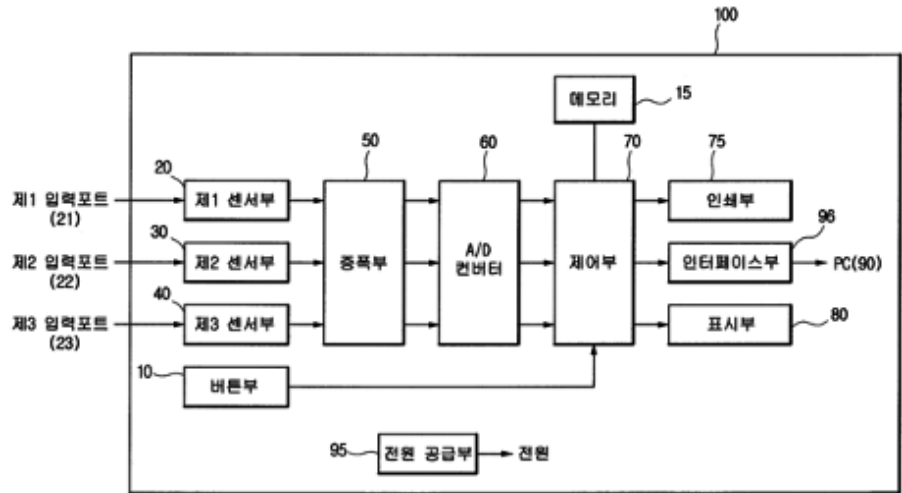 100
메모리
15
50
60
70
75
20
제1 입력포트
(21)
제1 센서부
인쇄부
30
96
제2 입력포트
(22)
제2 센서부
증폭부
A/D
컨버터
제어부
인터페이스부
PC(90)
40
제3 입력포트
(23)
제3 센서부
표시부
80
10
버튼부
95
전원 공급부
전원